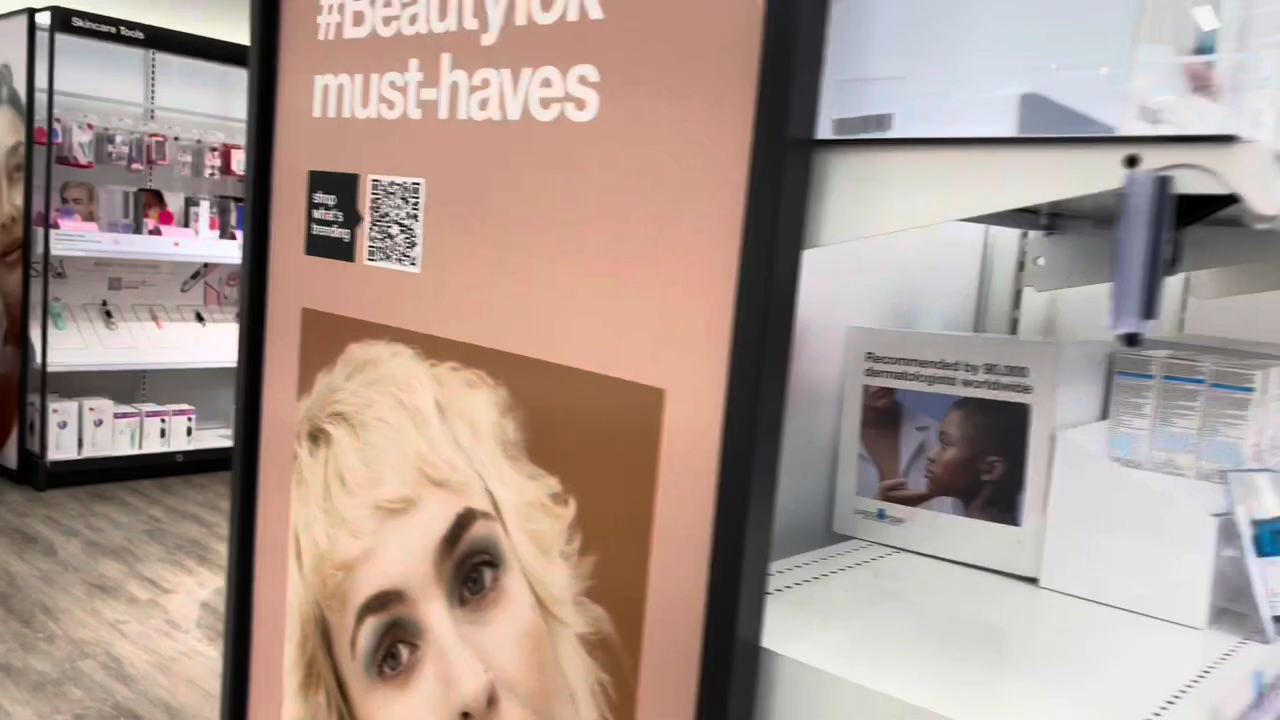 Skincare Tools
#BeautyTok
must-haves
shop
what's
trending
Recommended by 90,000
dermatologists worldwide